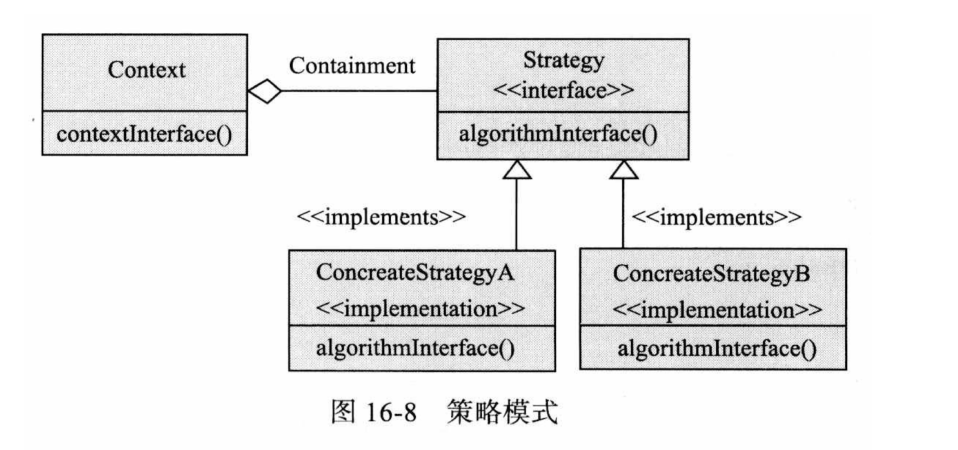 Context
contextInterface()
Containment
Strategy
<<interface>>
algorithmInterface()
<<implements>>
<<implements>>
ConcreateStrategyA
<<implementation>>
algorithmInterface()
ConcreateStrategyB
<<implementation>>
algorithmInterface()
图 16-8 策略模式